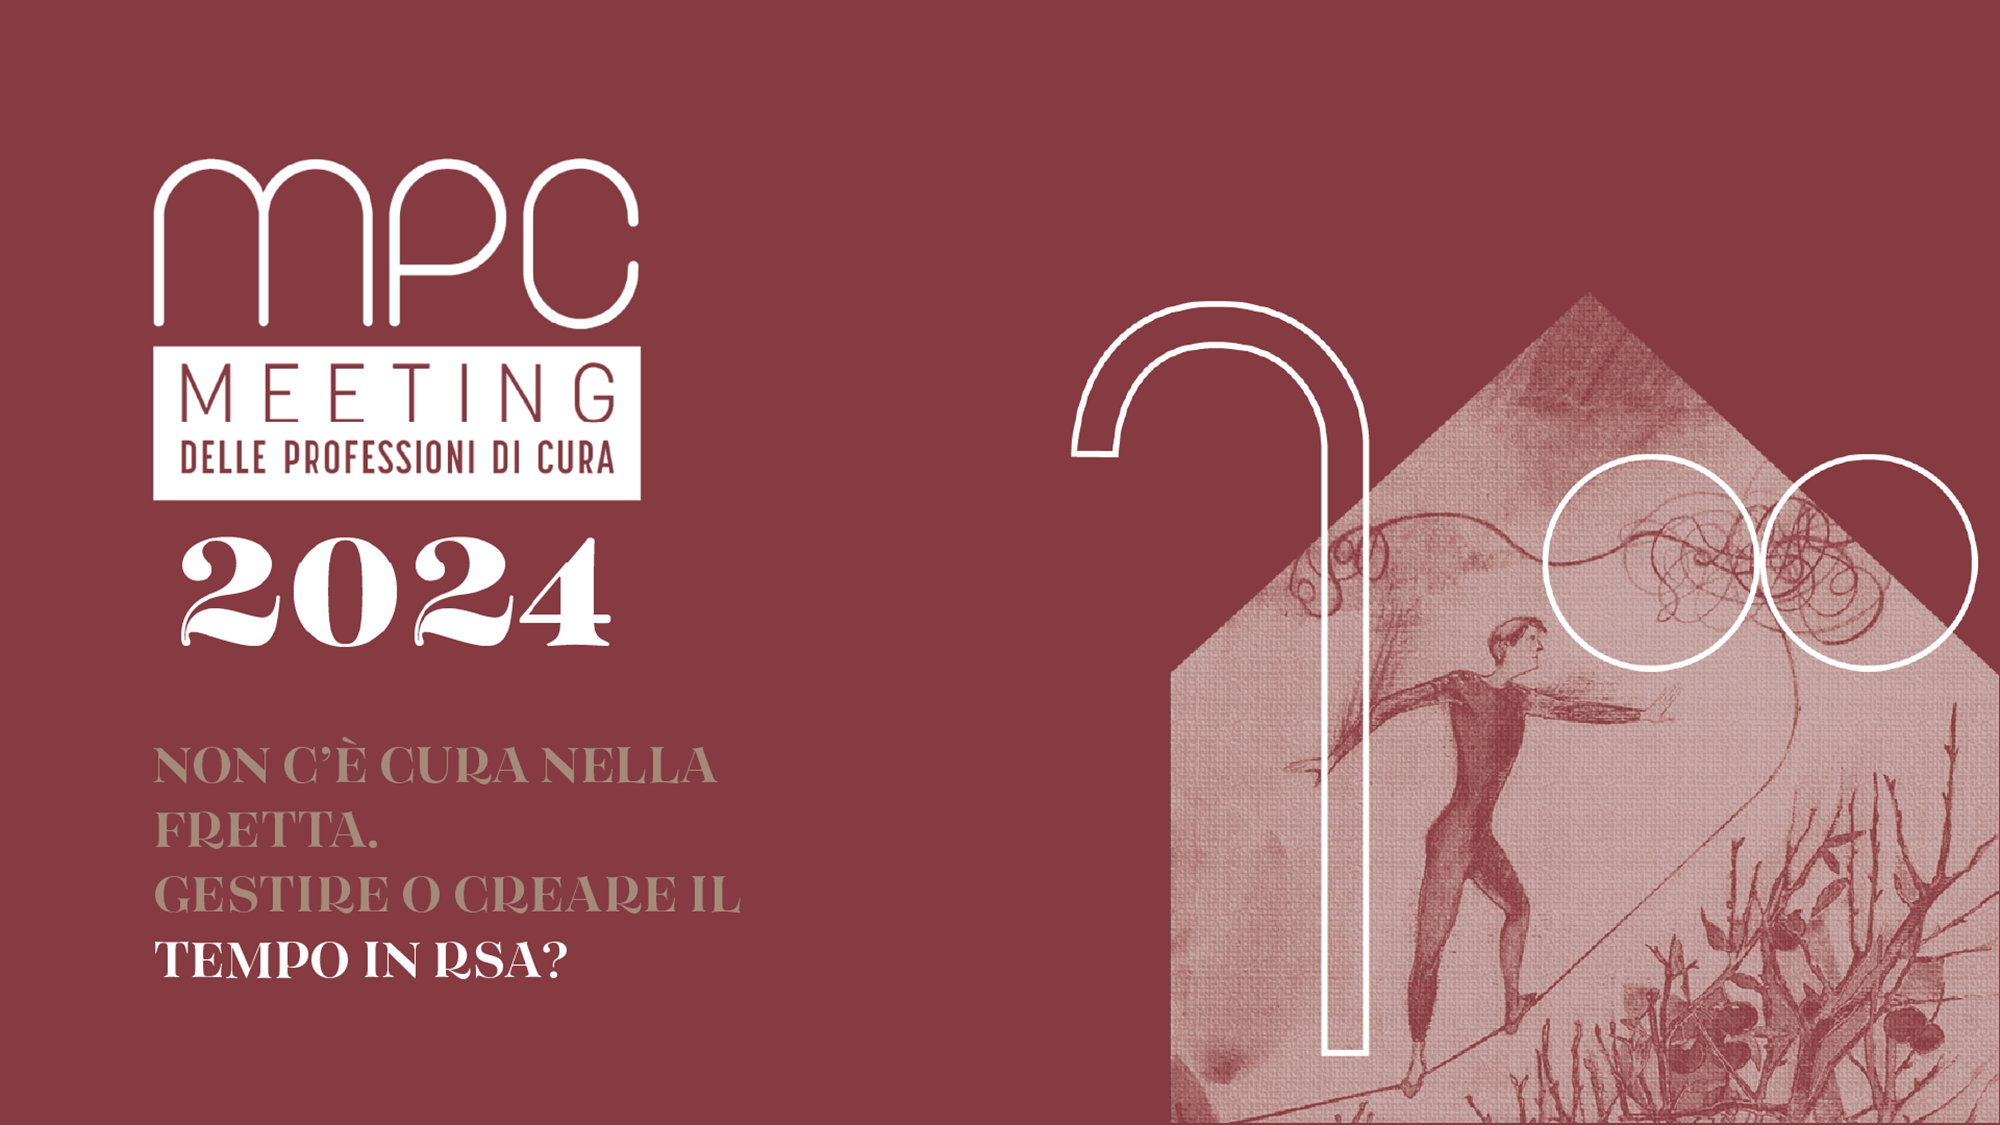 MPC
MEETING
DELLE PROFESSIONI DI CURA
2024
NON C'È CURA NELLA
FRETTA.
GESTIRE O CREARE IL
TEMPO IN RSA?